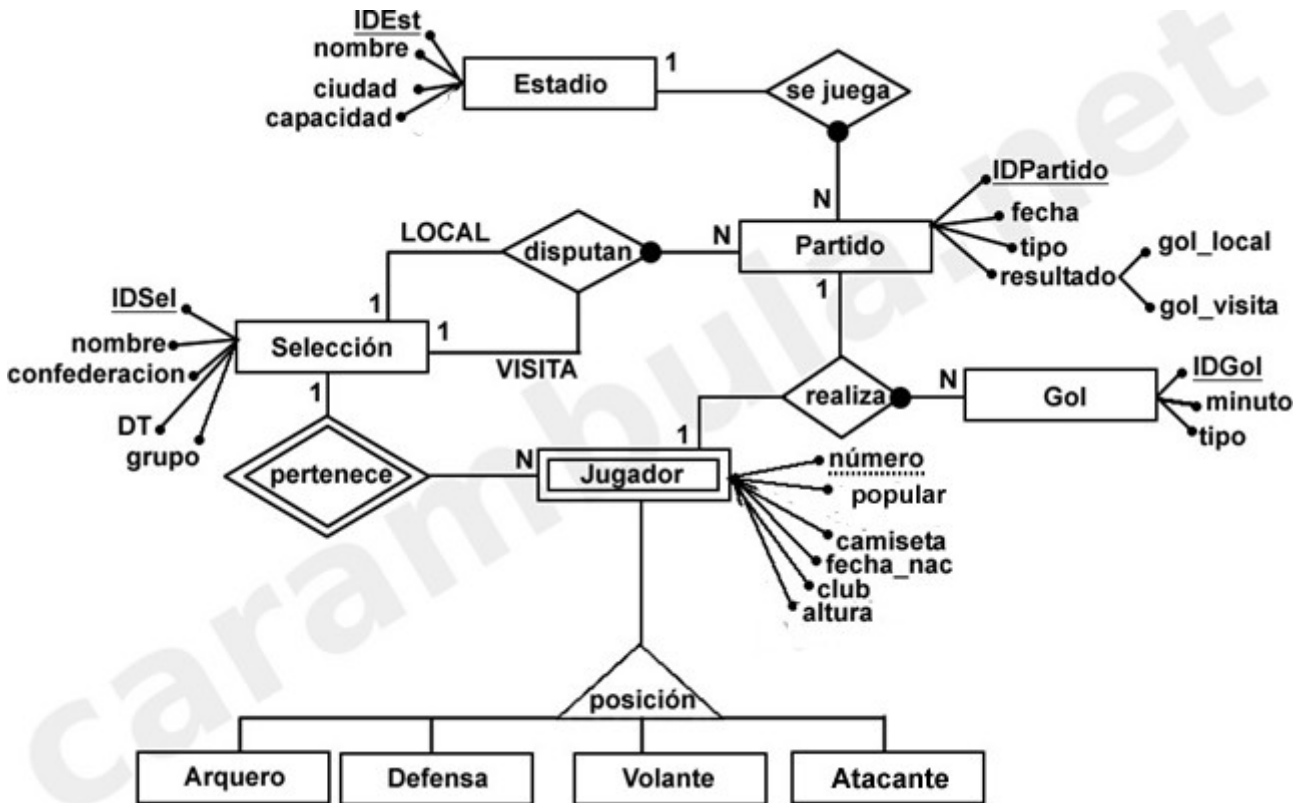 IDEst
nombre
ciudad
capacidad
Estadio
1
se juega
N
IDPartido
fecha
tipo
resultado
gol_local
gol_visita
LOCAL
disputan
N
Partido
1
IDSel
nombre
confederacion
DT
grupo
1
Selección
1
VISITA
1
realiza
N
Gol
IDGol
minuto
tipo
1
pertenece
N
Jugador
número
popular
camiseta
fecha_nac
club
altura
posición
Arquero
Defensa
Volante
Atacante
carambula.net